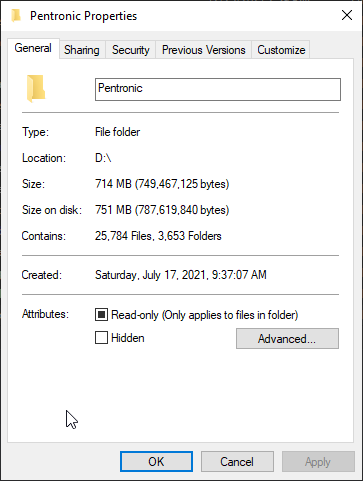 Pentronic Properties
General Sharing Security Previous Versions Customize
Pentronic
Type: File folder
Location: D:\
Size: 714 MB (749,467,125 bytes)
Size on disk: 751 MB (787,619,840 bytes)
Contains: 25,784 Files, 3,653 Folders
Created: Saturday, July 17, 2021, 9:37:07 AM
Attributes: Read-only (Only applies to files in folder)
Hidden Advanced...
OK Cancel Apply